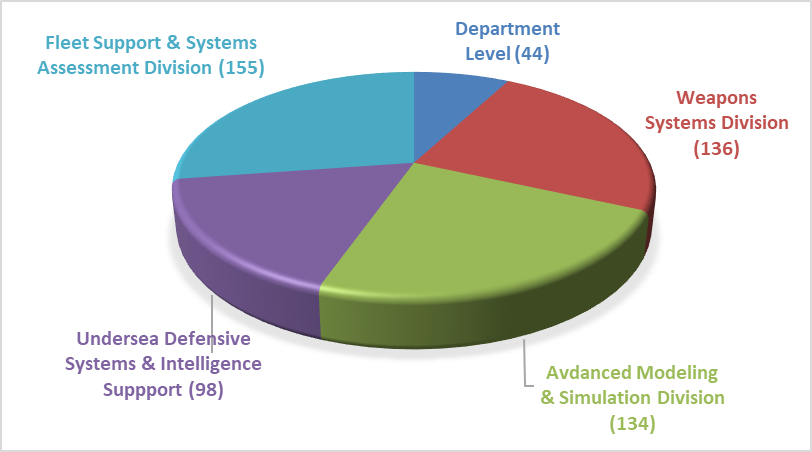 Department
Level (44)
Weapons
Systems Division
(136)
Avdanced Modeling
& Simulation Division
(134)
Undersea Defensive
Systems & Intelligence
Suppport (98)
Fleet Support & Systems
Assessment Division (155)